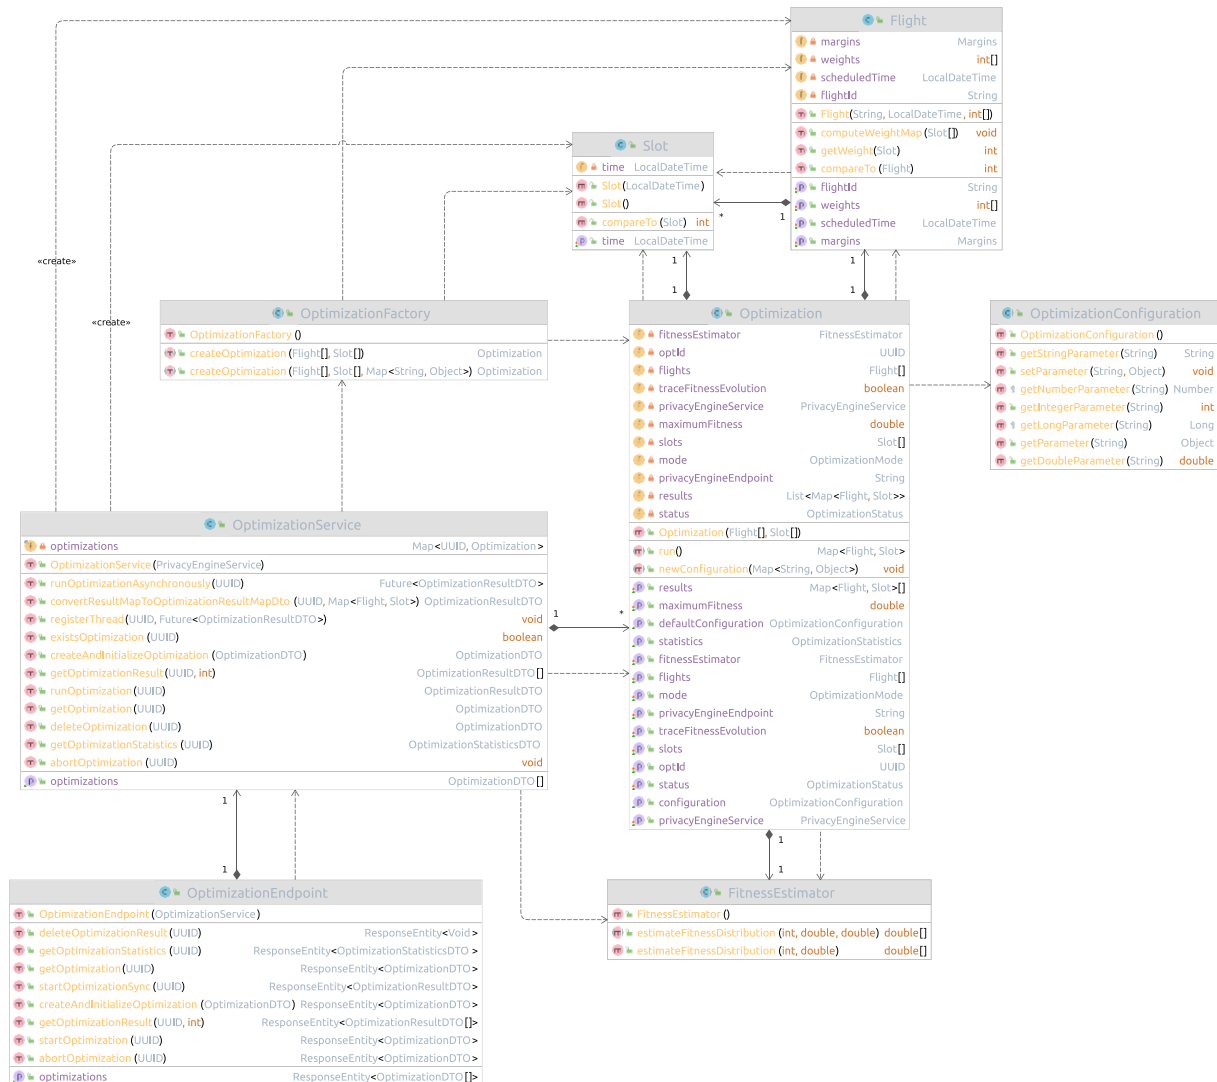 Flight
margins Margins
weights int[]
scheduledTime LocalDateTime
flightId String
Flight(String, LocalDateTime, int[])
computeWeightMap(Slot[]) void
getWeight(Slot) int
compareTo(Flight) int
flightId String
weights int[]
scheduledTime LocalDateTime
margins Margins
Slot
time LocalDateTime
Slot(LocalDateTime)
Slot()
compareTo(Slot) int
time LocalDateTime
* 1
1 1
1 1
«create»
«create»
OptimizationFactory
OptimizationFactory()
createOptimization(Flight[], Slot[]) Optimization
createOptimization(Flight[], Slot[], Map<String, Object>) Optimization
Optimization
fitnessEstimator FitnessEstimator
optId UUID
flights Flight[]
traceFitnessEvolution boolean
privacyEngineService PrivacyEngineService
maximumFitness double
slots Slot[]
mode OptimizationMode
privacyEngineEndpoint String
results List<Map<Flight, Slot>>
status OptimizationStatus
Optimization(Flight[], Slot[])
run() Map<Flight, Slot>
newConfiguration(Map<String, Object>) void
results Map<Flight, Slot>[]
maximumFitness double
defaultConfiguration OptimizationConfiguration
statistics OptimizationStatistics
fitnessEstimator FitnessEstimator
flights Flight[]
mode OptimizationMode
privacyEngineEndpoint String
traceFitnessEvolution boolean
slots Slot[]
optId UUID
status OptimizationStatus
configuration OptimizationConfiguration
privacyEngineService PrivacyEngineService
OptimizationConfiguration
OptimizationConfiguration()
getStringParameter(String) String
setParameter(String, Object) void
getNumberParameter(String) Number
getIntegerParameter(String) int
getLongParameter(String) Long
getParameter(String) Object
getDoubleParameter(String) double
OptimizationService
optimizations Map<UUID, Optimization>
OptimizationService(PrivacyEngineService)
runOptimizationAsynchronously(UUID) Future<OptimizationResultDTO>
convertResultMapToOptimizationResultMapDto(UUID, Map<Flight, Slot>) OptimizationResultDTO
registerThread(UUID, Future<OptimizationResultDTO>) void
existsOptimization(UUID) boolean
createAndInitializeOptimization(OptimizationDTO) OptimizationDTO
getOptimizationResult(UUID, int) OptimizationResultDTO[]
runOptimization(UUID) OptimizationResultDTO
getOptimization(UUID) OptimizationDTO
deleteOptimization(UUID) OptimizationDTO
getOptimizationStatistics(UUID) OptimizationStatisticsDTO
abortOptimization(UUID) void
optimizations OptimizationDTO[]
1 *
1
1
1
1
OptimizationEndpoint
OptimizationEndpoint(OptimizationService)
deleteOptimizationResult(UUID) ResponseEntity<Void>
getOptimizationStatistics(UUID) ResponseEntity<OptimizationStatisticsDTO>
getOptimization(UUID) ResponseEntity<OptimizationDTO>
startOptimizationSync(UUID) ResponseEntity<OptimizationResultDTO>
createAndInitializeOptimization(OptimizationDTO) ResponseEntity<OptimizationDTO>
getOptimizationResult(UUID, int) ResponseEntity<OptimizationResultDTO[]>
startOptimization(UUID) ResponseEntity<OptimizationDTO>
abortOptimization(UUID) ResponseEntity<OptimizationDTO>
optimizations ResponseEntity<OptimizationDTO[]>
FitnessEstimator
FitnessEstimator()
estimateFitnessDistribution(int, double, double) double[]
estimateFitnessDistribution(int, double) double[]